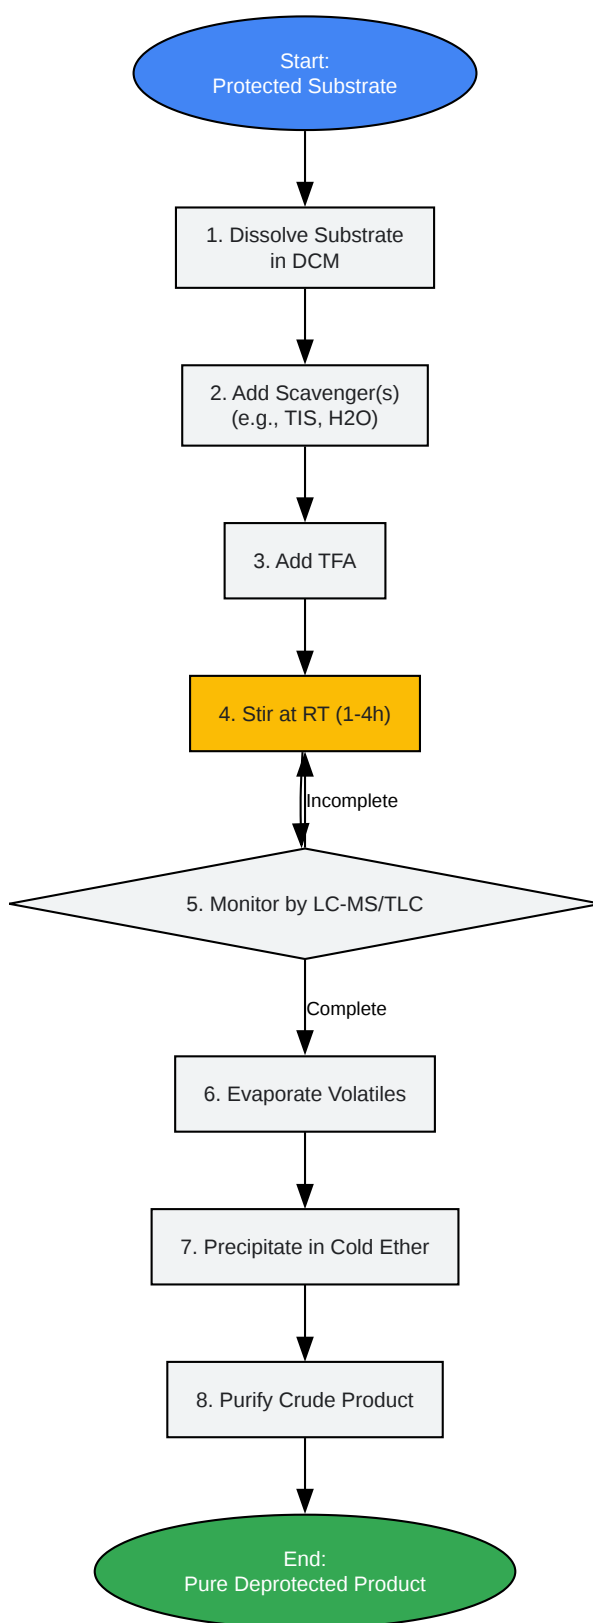 Start:
Protected Substrate
1. Dissolve Substrate
in DCM
2. Add Scavenger(s)
(e.g., TIS, H2O)
3. Add TFA
4. Stir at RT (1-4h)
Incomplete
5. Monitor by LC-MS/TLC
Complete
6. Evaporate Volatiles
7. Precipitate in Cold Ether
8. Purify Crude Product
End:
Pure Deprotected Product